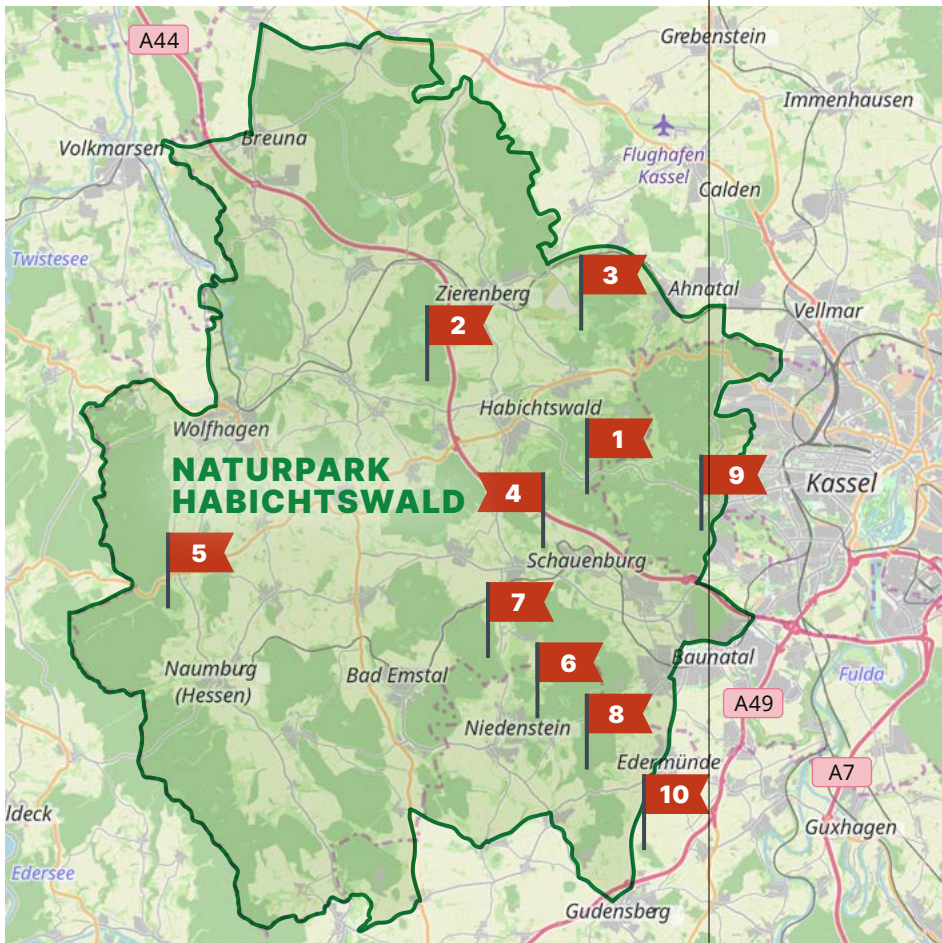 A44
Grebenstein
Immenhausen
Volkmarsen
Breuna
Flughafen
Kassel
Calden
Twistesee
3
Ahnatal
Zierenberg
2
Vellmar
Habichtswald
Wolfhagen
1
NATURPARK
HABICHTSWALD
9
Kassel
4
5
Schauenburg
7
6
Baunatal
Naumburg
(Hessen)
Bad Emstal
Fulda
A49
8
Niedenstein
Edermünde
A7
10
ldeck
Guxhagen
Edersee
Gudensberg